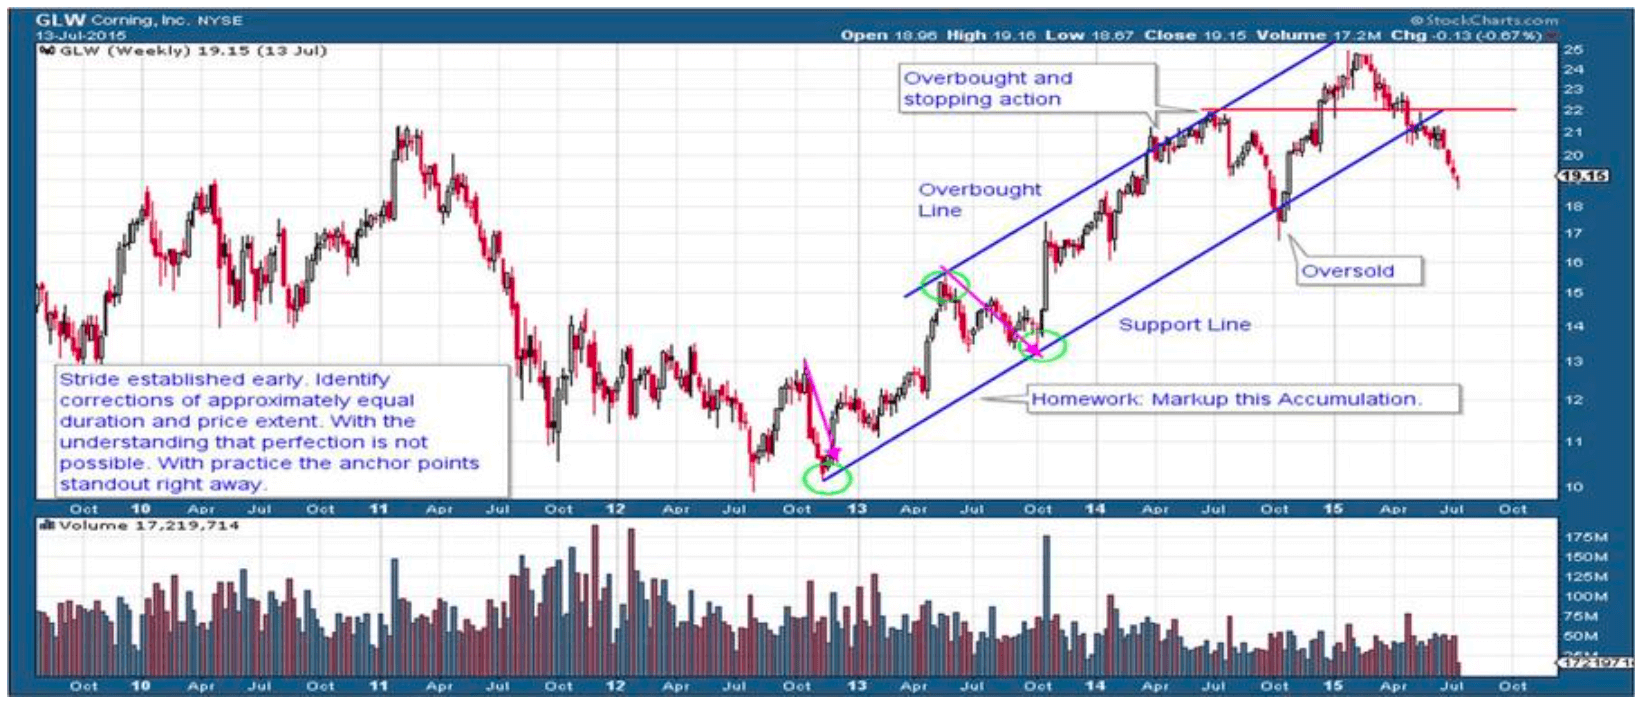 GLW Corning, Inc. NYSE
© StockCharts.com
13-Jul-2015
Open 18.96 High 19.16 Low 18.67 Close 19.15 Volume 17.2M Chg -0.13 (-0.67%)
GLW (Weekly) 19.15 (13 Jul)
Overbought and
stopping action
Overbought
Line
Oversold
Support Line
Homework: Markup this Accumulation.
Stride established early. Identify
corrections of approximately equal
duration and price extent. With the
understanding that perfection is not
possible. With practice the anchor points
standout right away.
25
24
23
22
21
20
19.15
18
17
16
15
14
13
12
11
10
Oct 10 Apr Jul Oct 11 Apr Jul Oct 12 Apr Jul Oct 13 Apr Jul Oct 14 Apr Jul Oct 15 Apr Jul Oct
Volume 17,219,714
175M
150M
125M
100M
75M
50M
25M
Oct 10 Apr Jul Oct 11 Apr Jul Oct 12 Apr Jul Oct 13 Apr Jul Oct 14 Apr Jul Oct 15 Apr Jul Oct